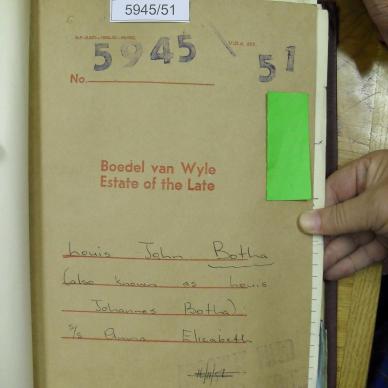 5945/51
5945 51
No.
Boedel van Wyle
Estate of the Late
Louis John Botha
(also known as Louis
Johannes Botha)
s/s Anna Elizabeth